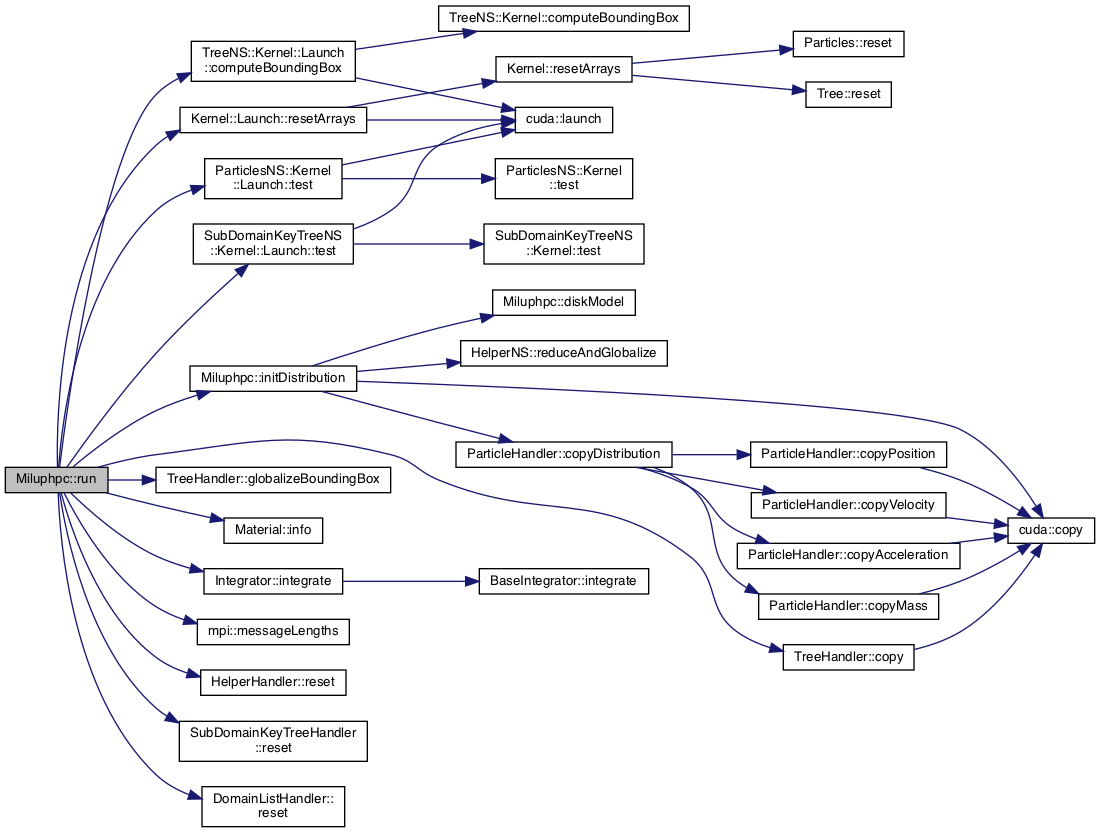 TreeNS::Kernel::computeBoundingBox
TreeNS::Kernel::Launch
::computeBoundingBox
Particles::reset
Kernel::resetArrays
Tree::reset
Kernel::Launch::resetArrays
cuda::launch
ParticlesNS::Kernel
::Launch::test
ParticlesNS::Kernel
::test
SubDomainKeyTreeNS
::Kernel::Launch::test
SubDomainKeyTreeNS
::Kernel::test
Miluphpc::diskModel
HelperNS::reduceAndGlobalize
Miluphpc::initDistribution
ParticleHandler::copyDistribution
ParticleHandler::copyPosition
Miluphpc::run
TreeHandler::globalizeBoundingBox
ParticleHandler::copyVelocity
Material::info
cuda::copy
ParticleHandler::copyAcceleration
Integrator::integrate
BaseIntegrator::integrate
ParticleHandler::copyMass
mpi::messageLengths
TreeHandler::copy
HelperHandler::reset
SubDomainKeyTreeHandler
::reset
DomainListHandler::
reset